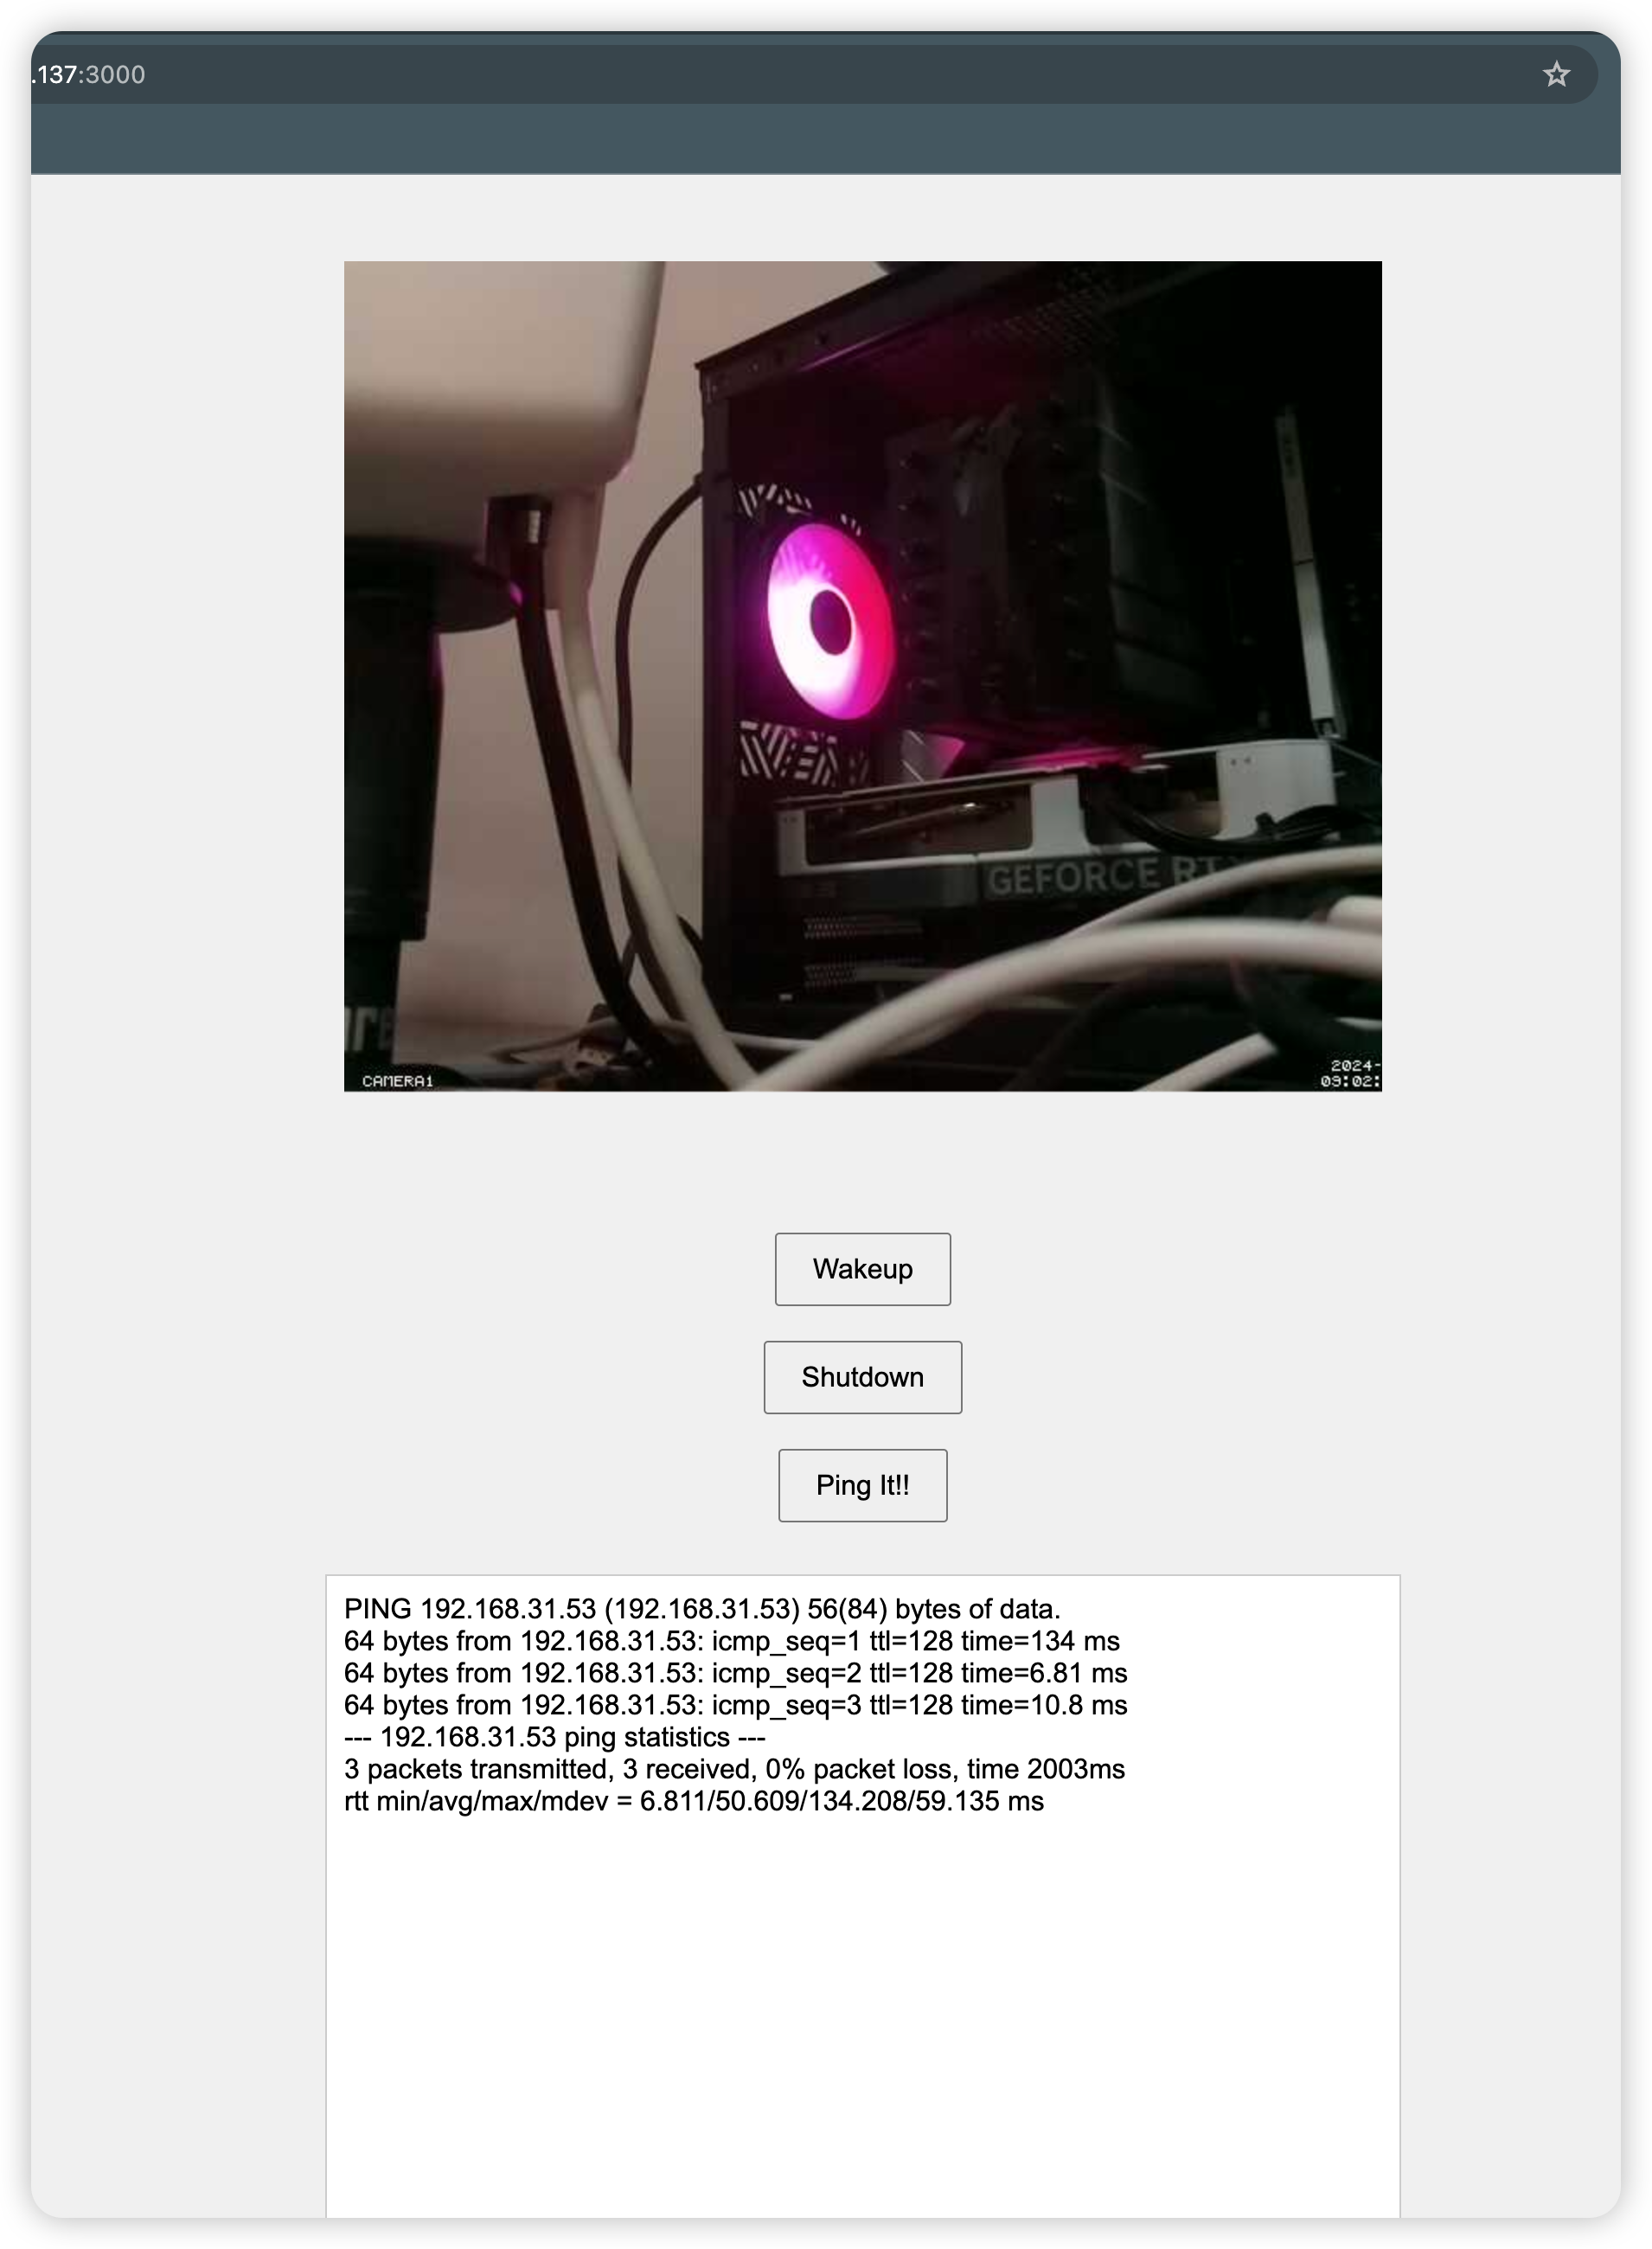 .137:3000
GEFORCE RT
CAMERA1
2024-
09:02:
Wakeup
Shutdown
Ping It!!
PING 192.168.31.53 (192.168.31.53) 56(84) bytes of data.
64 bytes from 192.168.31.53: icmp_seq=1 ttl=128 time=134 ms
64 bytes from 192.168.31.53: icmp_seq=2 ttl=128 time=6.81 ms
64 bytes from 192.168.31.53: icmp_seq=3 ttl=128 time=10.8 ms
--- 192.168.31.53 ping statistics ---
3 packets transmitted, 3 received, 0% packet loss, time 2003ms
rtt min/avg/max/mdev = 6.811/50.609/134.208/59.135 ms